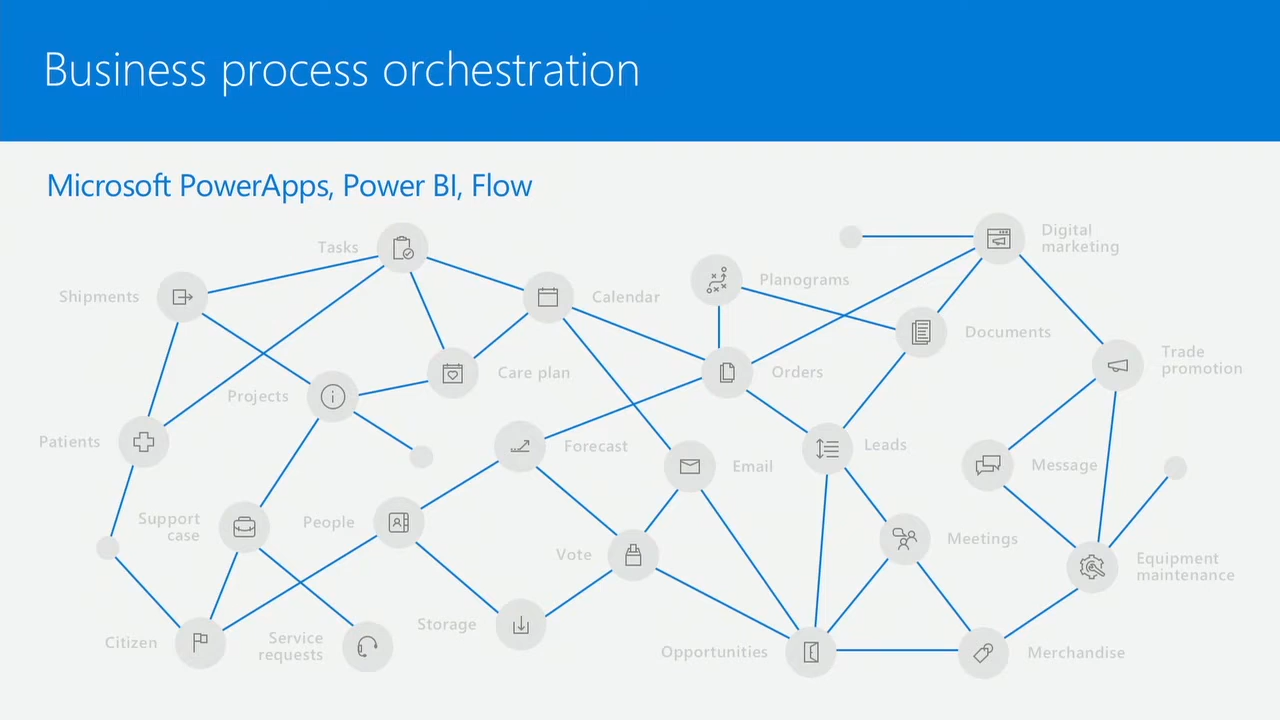 Business process orchestration
Microsoft PowerApps, Power BI, Flow
Tasks
Digital
marketing
Shipments
Calendar
Planograms
Documents
Trade
promotion
Care plan
Orders
Projects
Patients
Forecast
Email
Leads
Message
Support
case
People
Vote
Meetings
Equipment
maintenance
Citizen
Service
requests
Storage
Opportunities
Merchandise